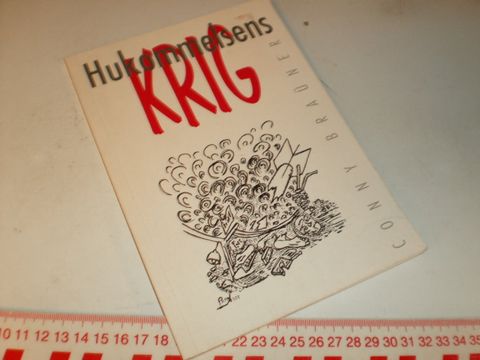 Hukommelsens
KRIG
CONNY BRAUNER
10 11 12 13 14 15 16 17 18
22 23 24 25 26 27 28 29 30 31 32 33 34 35